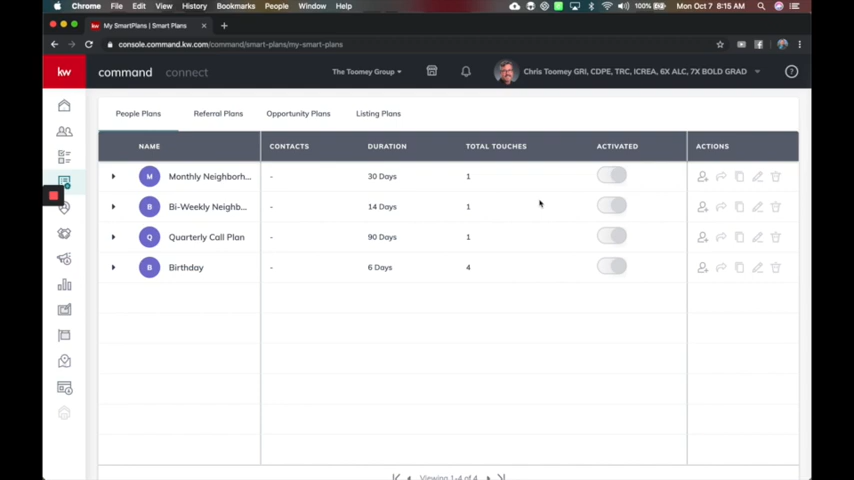 Chrome File Edit View History Bookmarks People Window Help 100% Mon Oct 7 8:15 AM
My SmartPlans | Smart Plans
console.command.kw.com/command/smart-plans/my-smart-plans
kw command connect The Toomey Group Chris Toomey GRI, CDPE, TRC, ICREA, 6X ALC, 7X BOLD GRAD
People Plans Referral Plans Opportunity Plans Listing Plans
NAME CONTACTS DURATION TOTAL TOUCHES ACTIVATED ACTIONS
M Monthly Neighborh... - 30 Days 1
B Bi-Weekly Neighb... - 14 Days 1
Q Quarterly Call Plan - 90 Days 1
B Birthday - 6 Days 4
Viewing 1-4 of 4